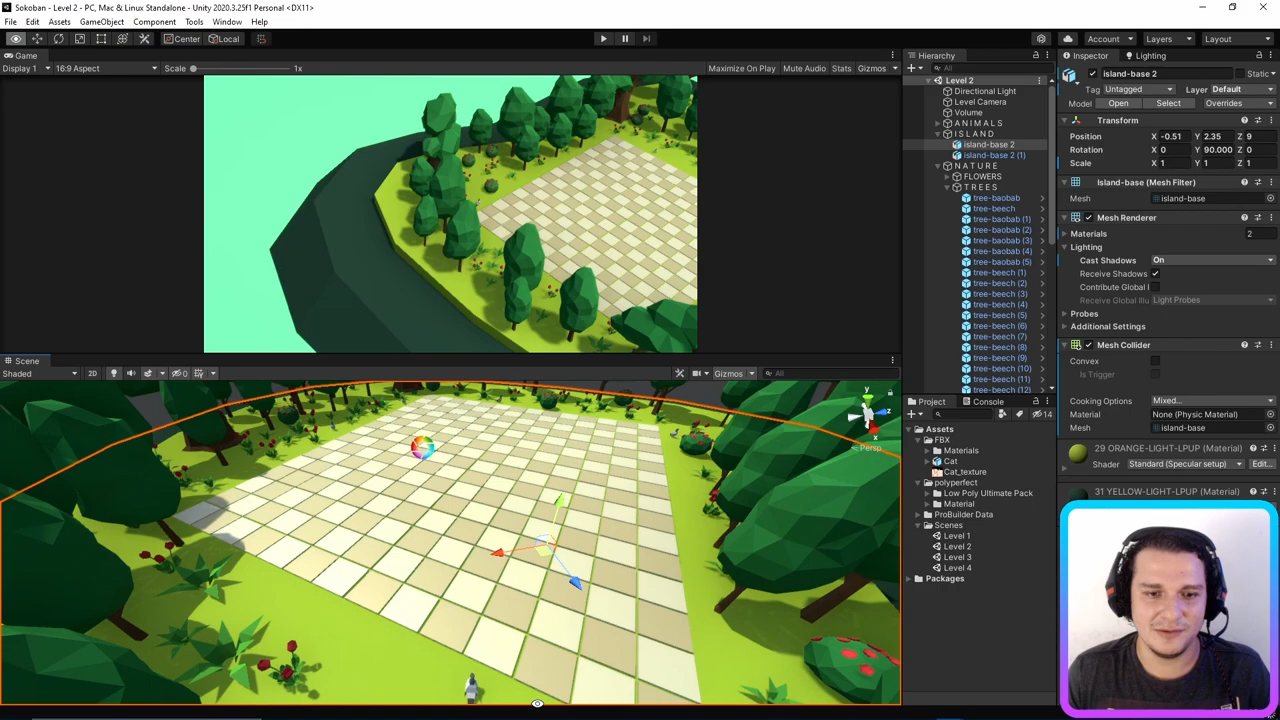 Sokoban - Level 2 - PC, Mac & Linux Standalone - Unity 2020.3.25f1 Personal <DX11>
File Edit Assets GameObject Component Tools Window Help
Center Local Account Layers Layout
Game Hierarchy Inspector Lighting
Display 1 16:9 Aspect Scale 1x Maximize On Play Mute Audio Stats Gizmos
All
island-base 2 Static
Level 2
Tag Untagged Layer Default
Directional Light
Level Camera
Model Open Select Overrides
Volume
A N I M A L S
Transform
I S L A N D
Position X -0.51 Y 2.35 Z 9
island-base 2
Rotation X 0 Y 90.000 Z 0
island-base 2 (1)
Scale X 1 Y 1 Z 1
N A T U R E
FLOWERS
Island-base (Mesh Filter)
T R E E S
Mesh island-base
tree-baobab
tree-beech
tree-baobab (1)
Mesh Renderer
tree-baobab (2)
Materials 2
tree-baobab (3)
Lighting
tree-baobab (4)
Cast Shadows On
tree-baobab (5)
Receive Shadows
tree-beech (1)
Contribute Global I
tree-beech (2)
Receive Global Illu Light Probes
tree-beech (3)
Probes
tree-beech (4)
Additional Settings
tree-beech (5)
tree-beech (6)
tree-beech (7)
Mesh Collider
tree-beech (8)
Convex
tree-beech (9)
Is Trigger
tree-beech (10)
tree-beech (11)
tree-beech (12)
Cooking Options Mixed...
Material None (Physic Material)
Mesh island-base
Scene
Shaded 2D 0 Gizmos All
Project Console
14
Assets
FBX
Materials
Cat
Cat_texture
polyperfect
Low Poly Ultimate Pack
Material
ProBuilder Data
Scenes
Level 1
Level 2
Level 3
Level 4
Packages
29 ORANGE-LIGHT-LPUP (Material)
Shader Standard (Specular setup) Edit...
31 YELLOW-LIGHT-LPUP (Material)
y
z
x
Persp